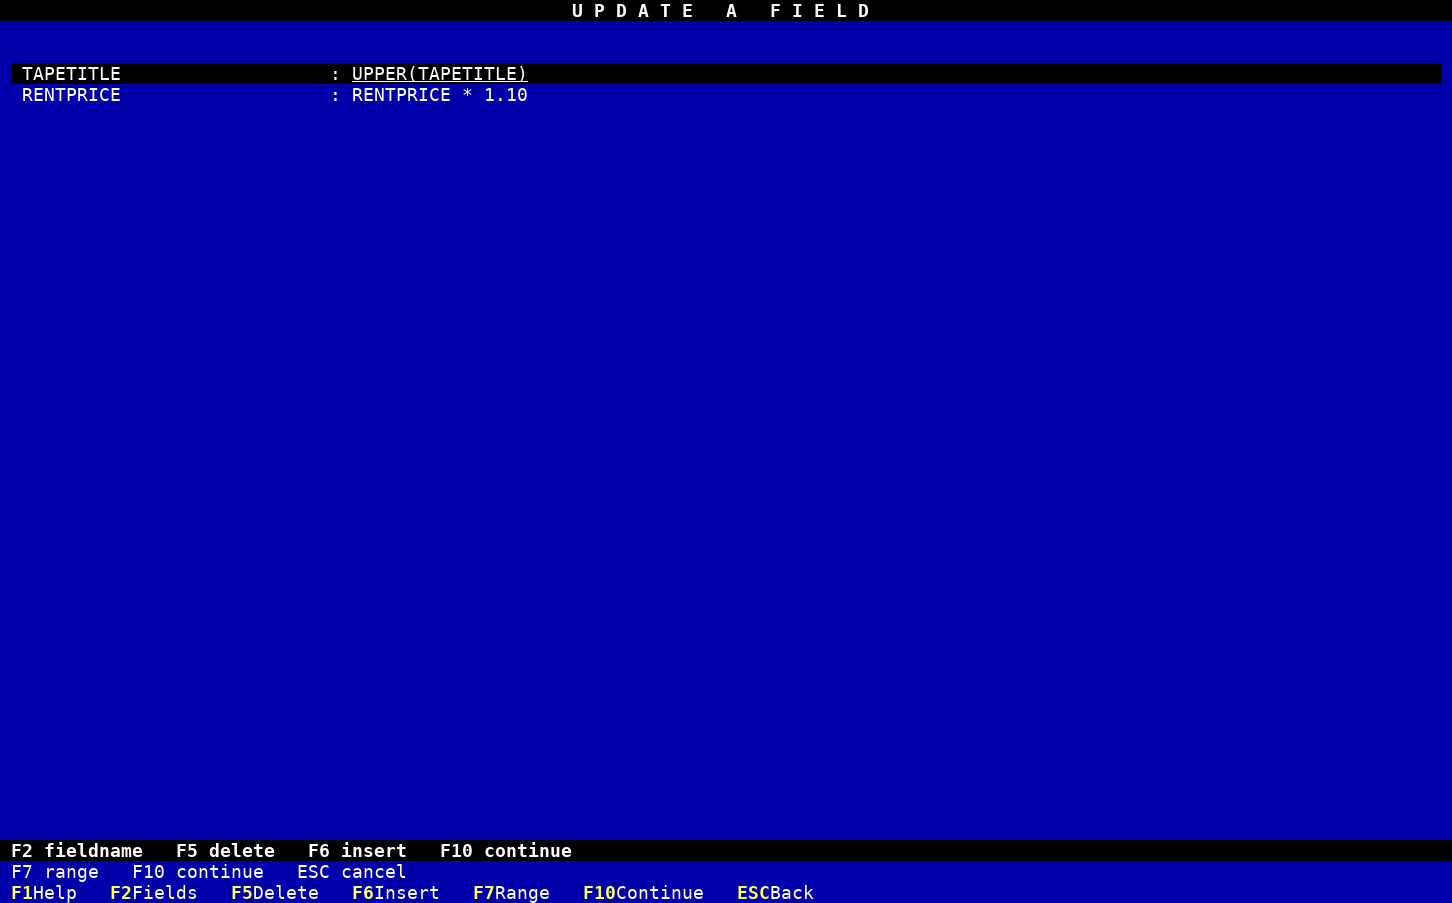 U P D A T E   A   F I E L D
TAPETITLE : UPPER(TAPETITLE)
RENTPRICE : RENTPRICE * 1.10
F2 fieldname   F5 delete   F6 insert   F10 continue
F7 range   F10 continue   ESC cancel
F1Help   F2Fields   F5Delete   F6Insert   F7Range   F10Continue   ESCBack